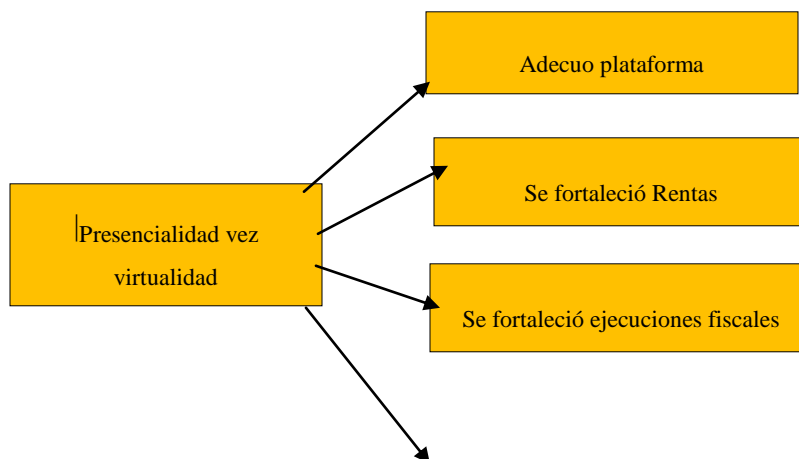 Adecuo plataforma
Se fortaleció Rentas
Presencialidad vez
virtualidad
Se fortaleció ejecuciones fiscales